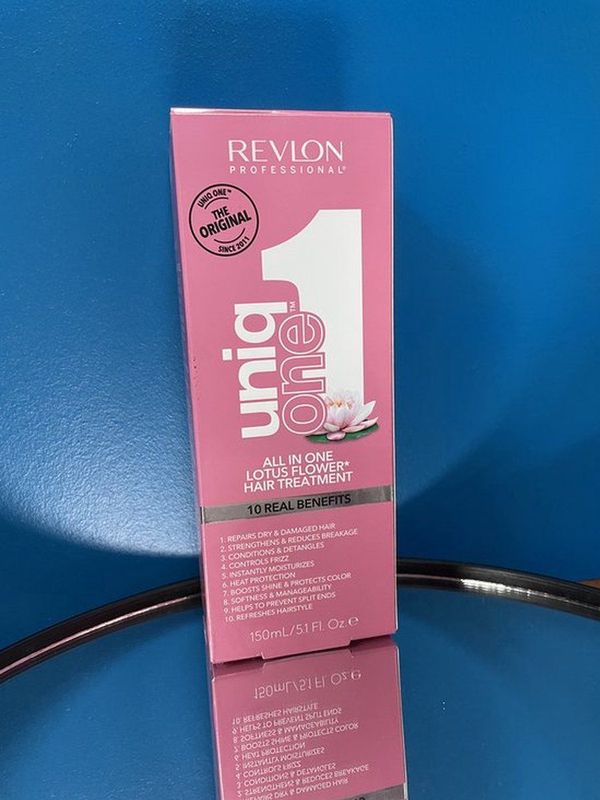 REVLON
PROFESSIONAL®
UNIQ ONE™
THE
ORIGINAL
SINCE 2011
1
uniq
one™
ALL IN ONE
LOTUS FLOWER*
HAIR TREATMENT
10 REAL BENEFITS
1. REPAIRS DRY & DAMAGED HAIR
2. STRENGTHENS & REDUCES BREAKAGE
3. CONDITIONS & DETANGLES
4. CONTROLS FRIZZ
5. INSTANTLY MOISTURIZES
6. HEAT PROTECTION
7. BOOSTS SHINE & PROTECTS COLOR
8. SOFTNESS & MANAGEABILITY
9. HELPS TO PREVENT SPLIT ENDS
10. REFRESHES HAIRSTYLE
150mL/5.1 Fl. Oz.℮